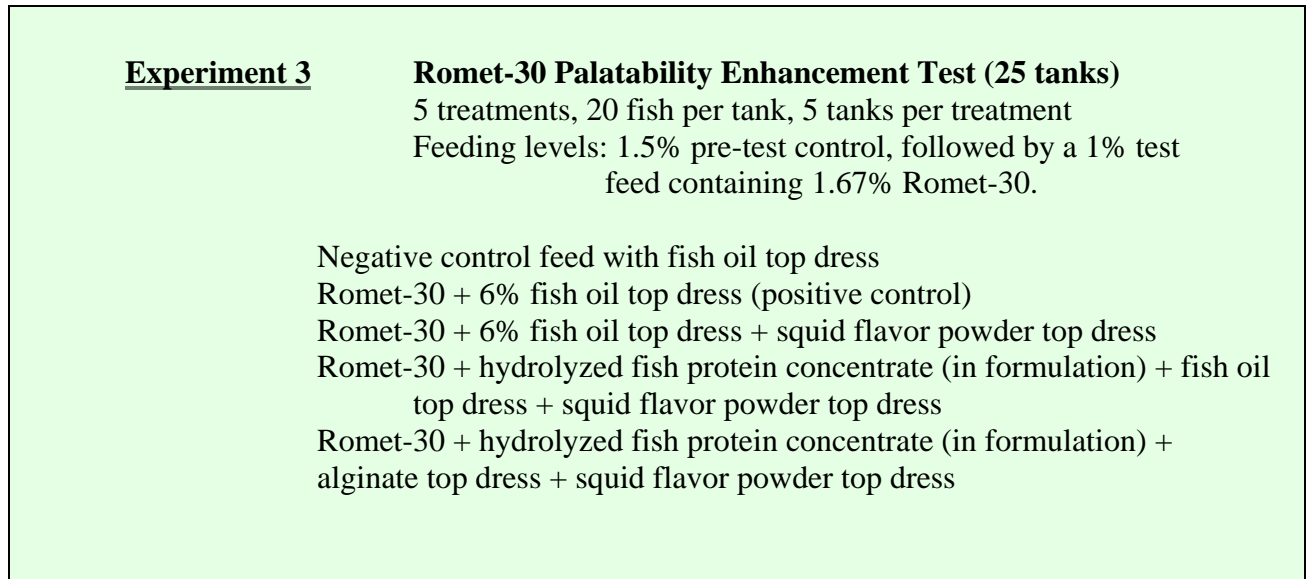 Experiment 3 Romet-30 Palatability Enhancement Test (25 tanks)
5 treatments, 20 fish per tank, 5 tanks per treatment
Feeding levels: 1.5% pre-test control, followed by a 1% test
feed containing 1.67% Romet-30.
Negative control feed with fish oil top dress
Romet-30 + 6% fish oil top dress (positive control)
Romet-30 + 6% fish oil top dress + squid flavor powder top dress
Romet-30 + hydrolyzed fish protein concentrate (in formulation) + fish oil
top dress + squid flavor powder top dress
Romet-30 + hydrolyzed fish protein concentrate (in formulation) +
alginate top dress + squid flavor powder top dress